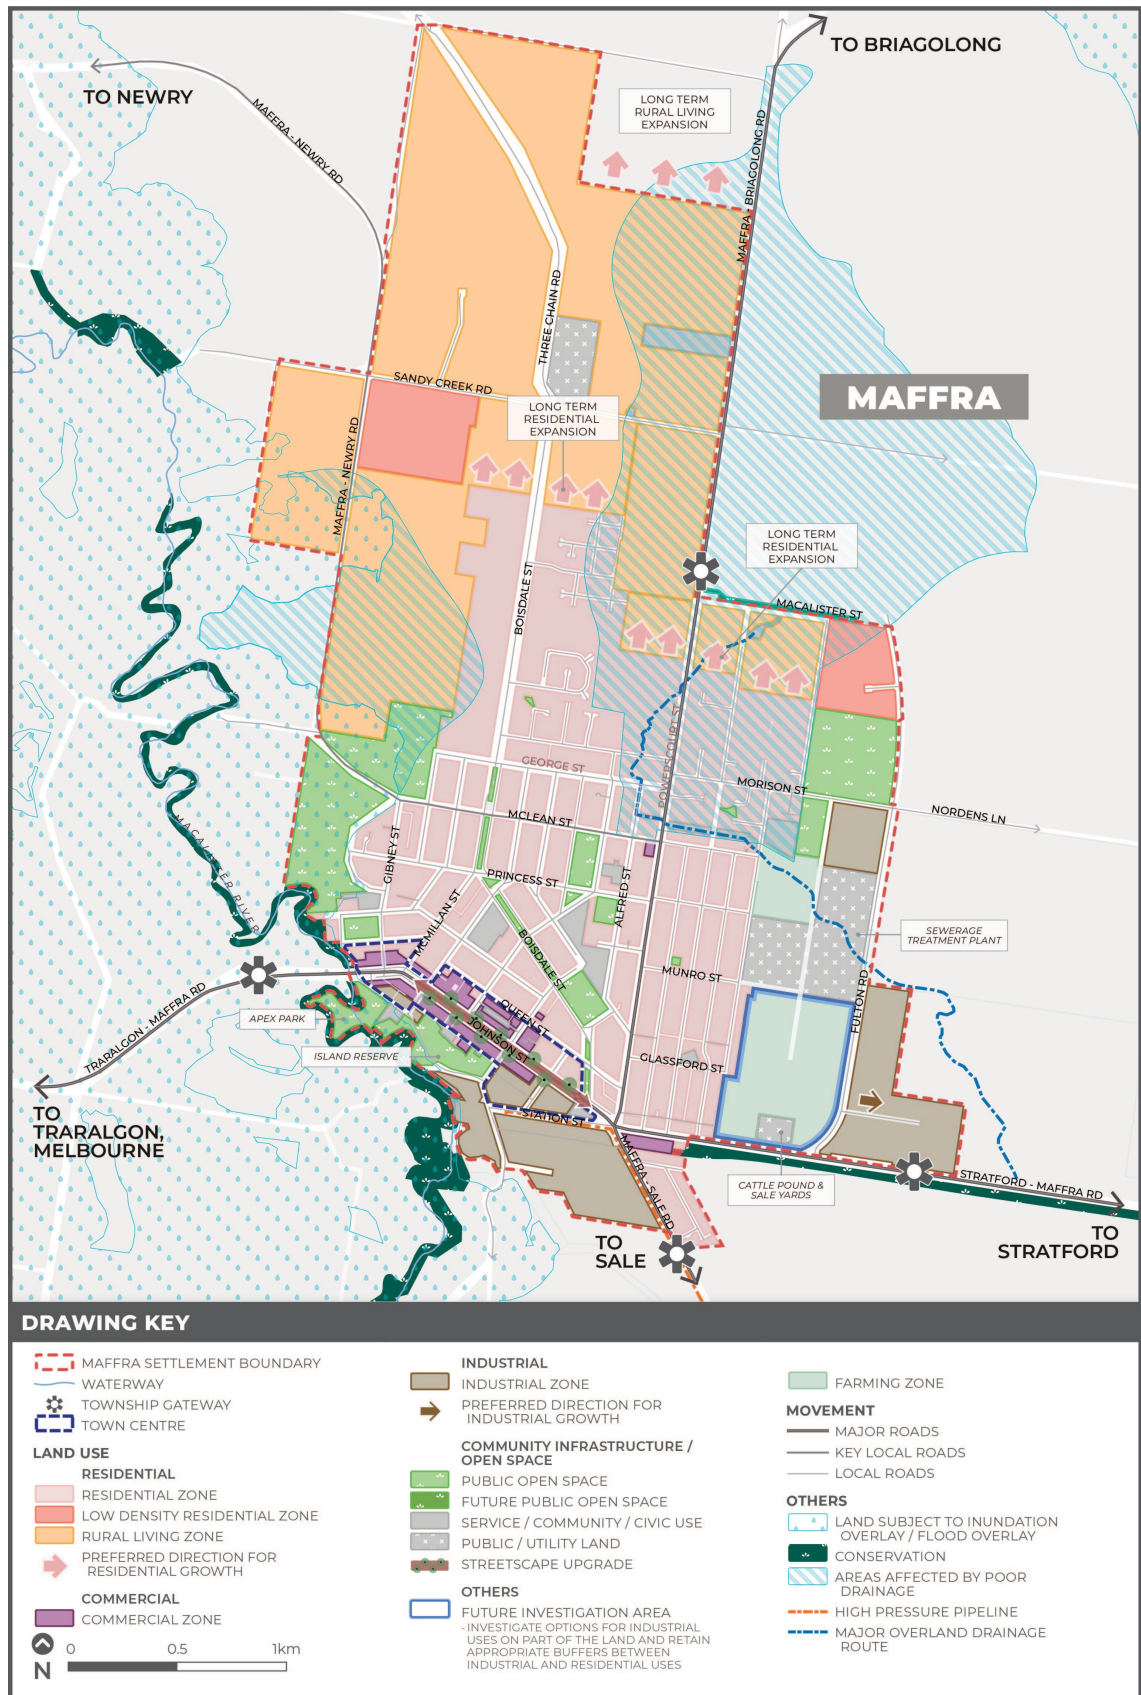 TO BRIAGOLONG
TO NEWRY
MAFFRA - NEWRY RD
LONG TERM
RURAL LIVING
EXPANSION
MAFFRA - BRIAGOLONG RD
THREE CHAIN RD
SANDY CREEK RD
MAFFRA
LONG TERM
RESIDENTIAL
EXPANSION
MAFFRA - NEWRY RD
LONG TERM
RESIDENTIAL
EXPANSION
BOISDALE ST
MACALISTER ST
POWERSCOURT ST
GEORGE ST
MORISON ST
NORDENS LN
MCLEAN ST
MACALISTER RIVER
GIBNEY ST
PRINCESS ST
ALFRED ST
MCMILLAN ST
BOISDALE ST
SEWERAGE
TREATMENT PLANT
MUNRO ST
FULTON RD
TRARALGON - MAFFRA RD
APEX PARK
QUEEN ST
JOHNSON ST
ISLAND RESERVE
GLASSFORD ST
TO
TRARALGON,
MELBOURNE
STATION ST
MAFFRA - SALE RD
CATTLE POUND &
SALE YARDS
STRATFORD - MAFFRA RD
TO
SALE
TO
STRATFORD
DRAWING KEY
MAFFRA SETTLEMENT BOUNDARY
WATERWAY
TOWNSHIP GATEWAY
TOWN CENTRE
LAND USE
RESIDENTIAL
RESIDENTIAL ZONE
LOW DENSITY RESIDENTIAL ZONE
RURAL LIVING ZONE
PREFERRED DIRECTION FOR
RESIDENTIAL GROWTH
COMMERCIAL
COMMERCIAL ZONE
N
0 0.5 1km
INDUSTRIAL
INDUSTRIAL ZONE
PREFERRED DIRECTION FOR
INDUSTRIAL GROWTH
COMMUNITY INFRASTRUCTURE /
OPEN SPACE
PUBLIC OPEN SPACE
FUTURE PUBLIC OPEN SPACE
SERVICE / COMMUNITY / CIVIC USE
PUBLIC / UTILITY LAND
STREETSCAPE UPGRADE
OTHERS
FUTURE INVESTIGATION AREA
- INVESTIGATE OPTIONS FOR INDUSTRIAL
USES ON PART OF THE LAND AND RETAIN
APPROPRIATE BUFFERS BETWEEN
INDUSTRIAL AND RESIDENTIAL USES
FARMING ZONE
MOVEMENT
MAJOR ROADS
KEY LOCAL ROADS
LOCAL ROADS
OTHERS
LAND SUBJECT TO INUNDATION
OVERLAY / FLOOD OVERLAY
CONSERVATION
AREAS AFFECTED BY POOR
DRAINAGE
HIGH PRESSURE PIPELINE
MAJOR OVERLAND DRAINAGE
ROUTE